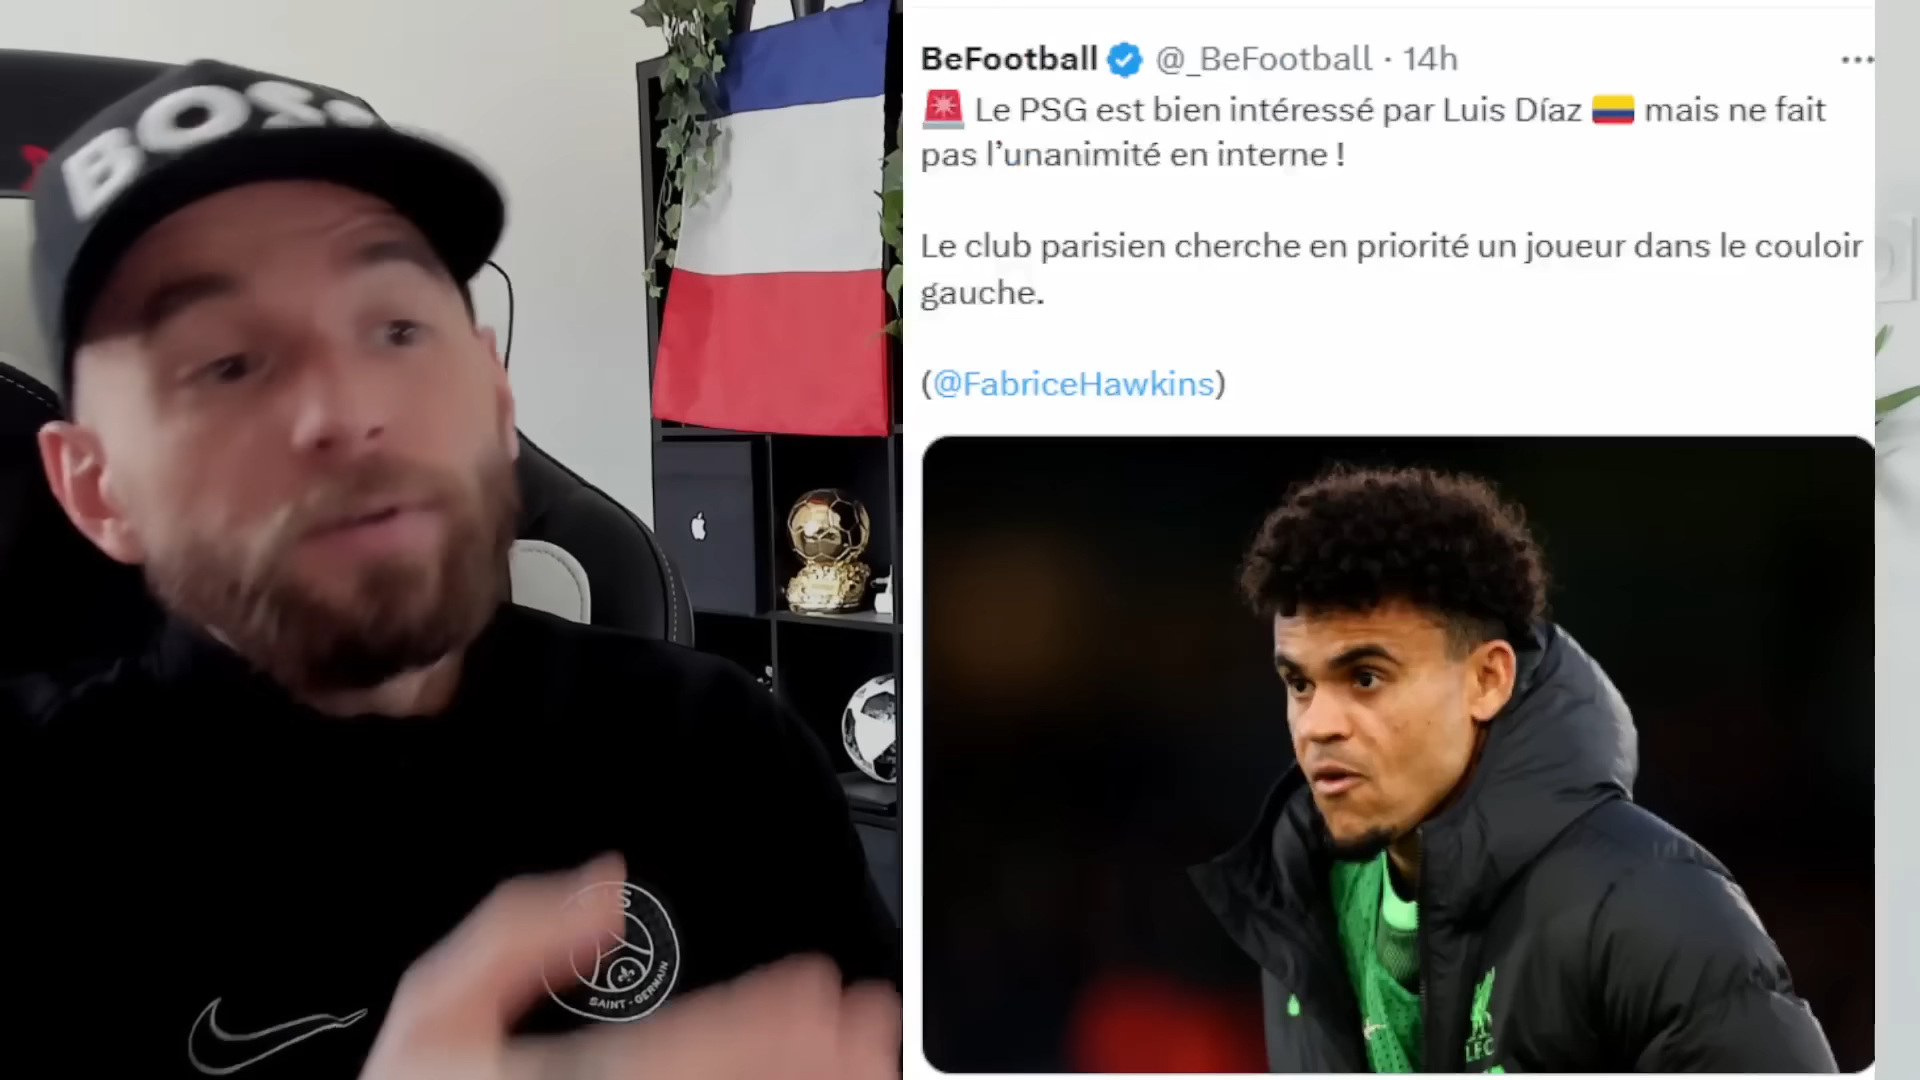 BOSS
BeFootball @_BeFootball · 14h
🚨 Le PSG est bien intéressé par Luis Díaz 🇨🇴 mais ne fait
pas l’unanimité en interne !
Le club parisien cherche en priorité un joueur dans le couloir
gauche.
(@FabriceHawkins)
SAINT-GERMAIN
LFC